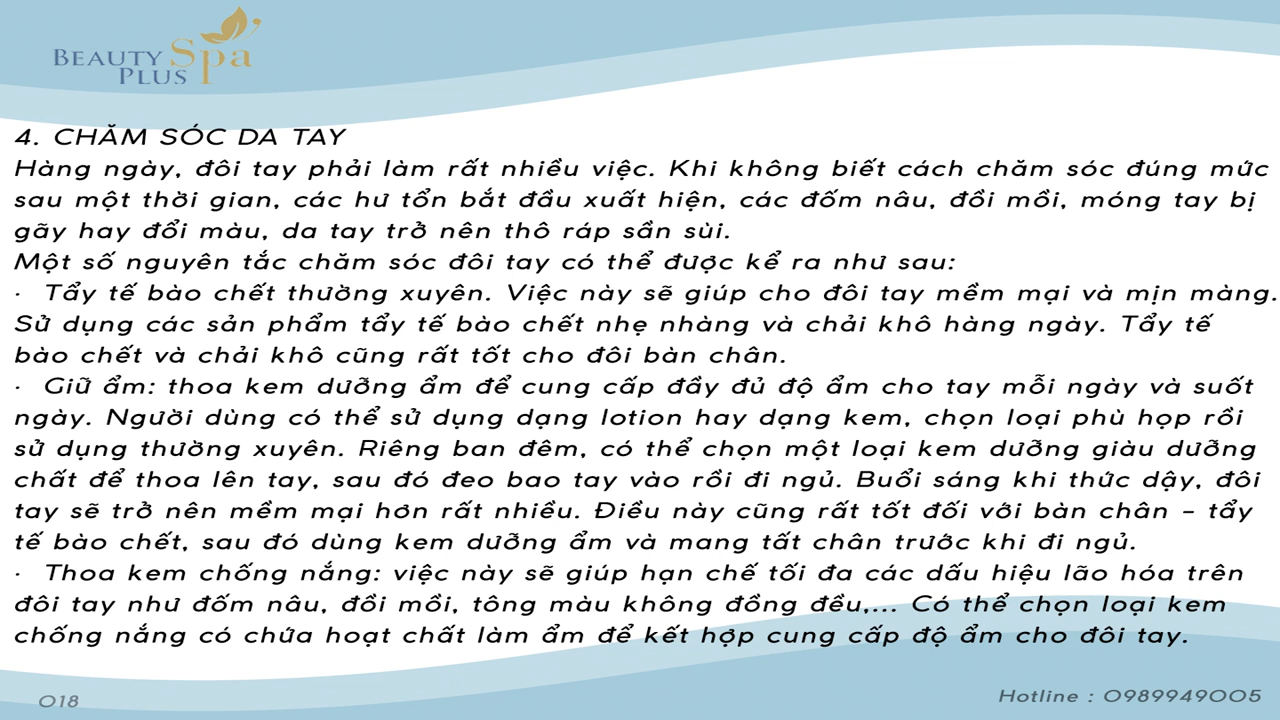 BEAUTY Spa
PLUS
4. CHĂM SÓC DA TAY
Hàng ngày, đôi tay phải làm rất nhiều việc. Khi không biết cách chăm sóc đúng mức
sau một thời gian, các hư tổn bắt đầu xuất hiện, các đốm nâu, đồi mồi, móng tay bị
gãy hay đổi màu, da tay trở nên thô ráp sần sùi.
Một số nguyên tắc chăm sóc đôi tay có thể được kể ra như sau:
· Tẩy tế bào chết thường xuyên. Việc này sẽ giúp cho đôi tay mềm mại và mịn màng.
Sử dụng các sản phẩm tẩy tế bào chết nhẹ nhàng và chải khô hàng ngày. Tẩy tế
bào chết và chải khô cũng rất tốt cho đôi bàn chân.
· Giữ ẩm: thoa kem dưỡng ẩm để cung cấp đầy đủ độ ẩm cho tay mỗi ngày và suốt
ngày. Người dùng có thể sử dụng dạng lotion hay dạng kem, chọn loại phù họp rồi
sử dụng thường xuyên. Riêng ban đêm, có thể chọn một loại kem dưỡng giàu dưỡng
chất để thoa lên tay, sau đó đeo bao tay vào rồi đi ngủ. Buổi sáng khi thức dậy, đôi
tay sẽ trở nên mềm mại hơn rất nhiều. Điều này cũng rất tốt đối với bàn chân – tẩy
tế bào chết, sau đó dùng kem dưỡng ẩm và mang tất chân trước khi đi ngủ.
· Thoa kem chống nắng: việc này sẽ giúp hạn chế tối đa các dấu hiệu lão hóa trên
đôi tay như đốm nâu, đồi mồi, tông màu không đồng đều,... Có thể chọn loại kem
chống nắng có chứa hoạt chất làm ẩm để kết hợp cung cấp độ ẩm cho đôi tay.
018
Hotline : 0989949005